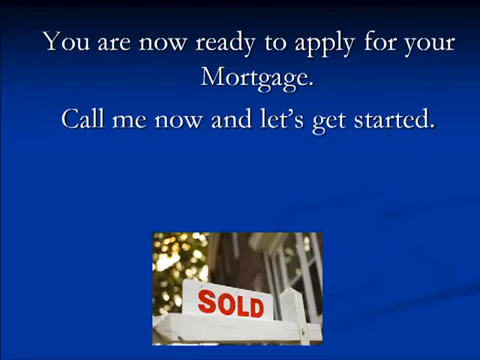 You are now ready to apply for your
Mortgage.
Call me now and let’s get started.
SOLD